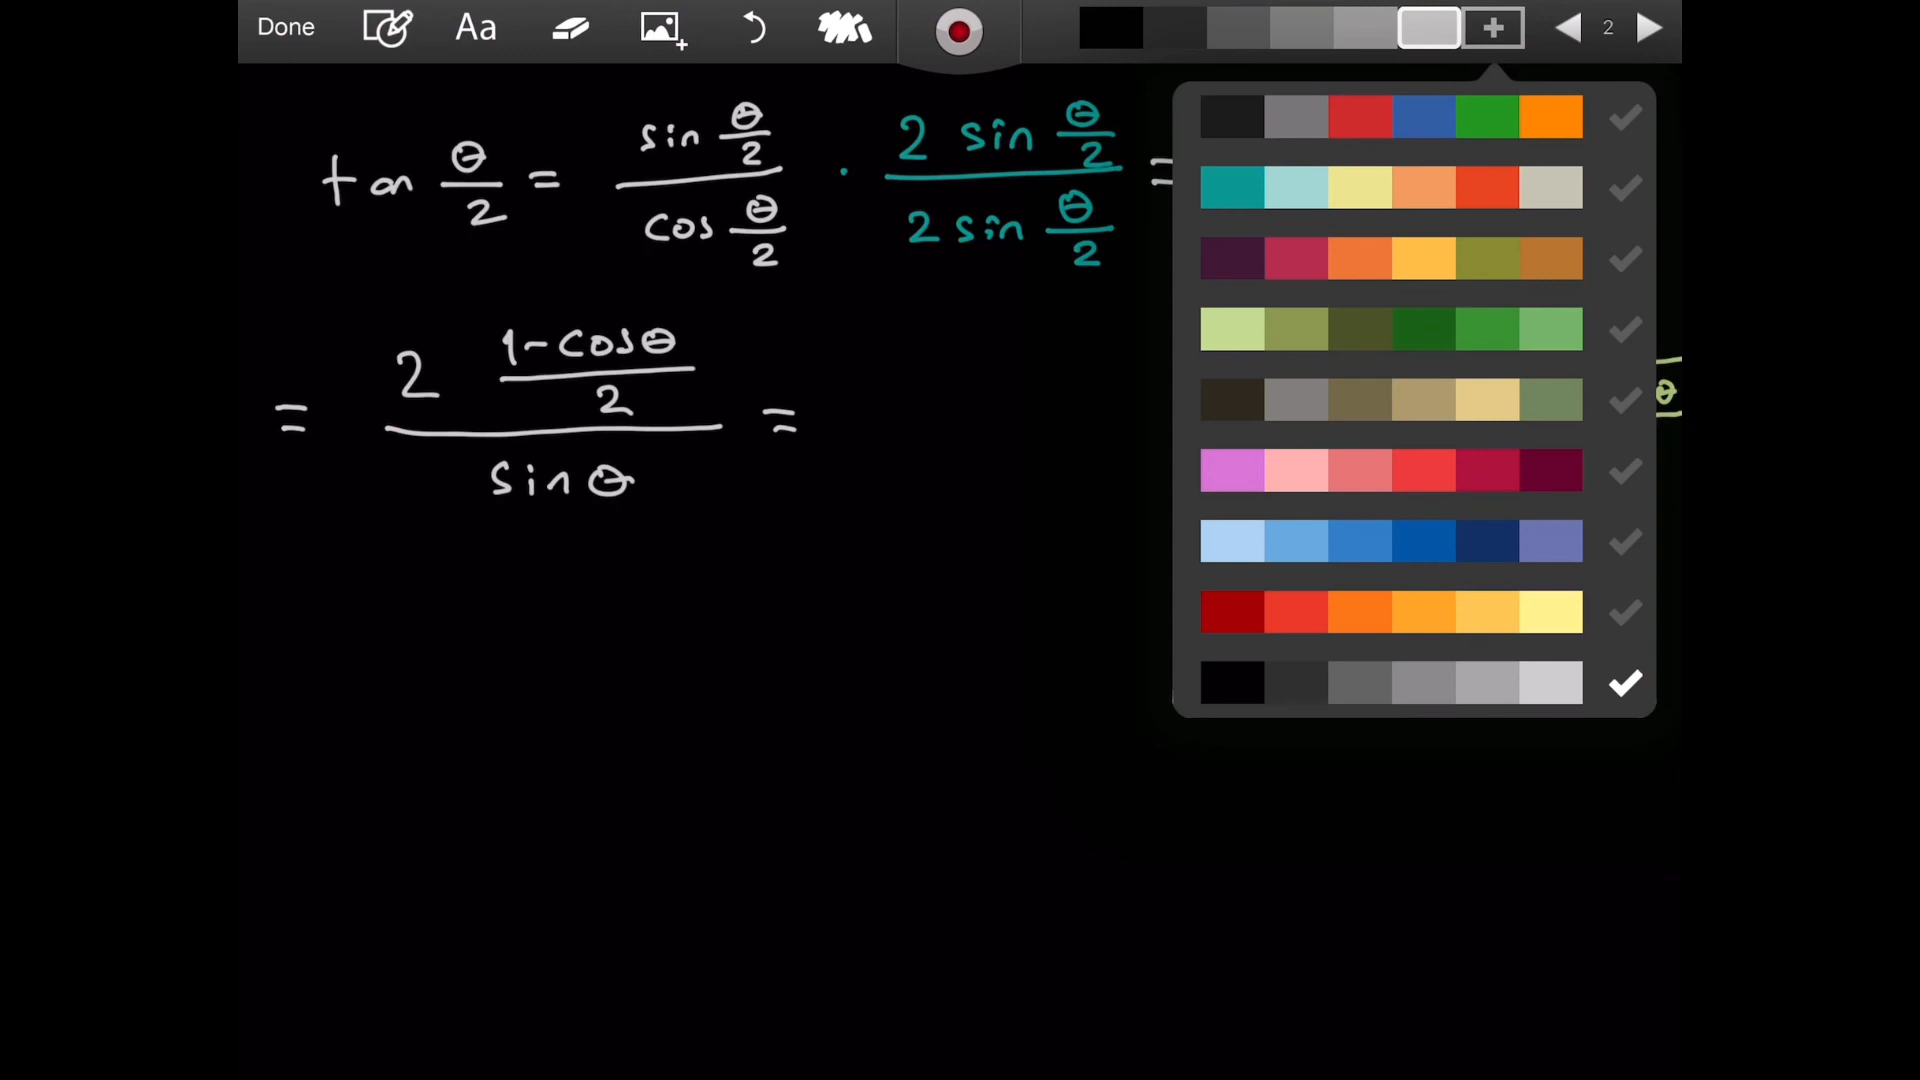 Done Aa 2
tan θ/2 = sin θ/2 / cos θ/2 · 2 sin θ/2 / 2 sin θ/2 =
= 2 1-cosθ/2 / sin θ =
θ